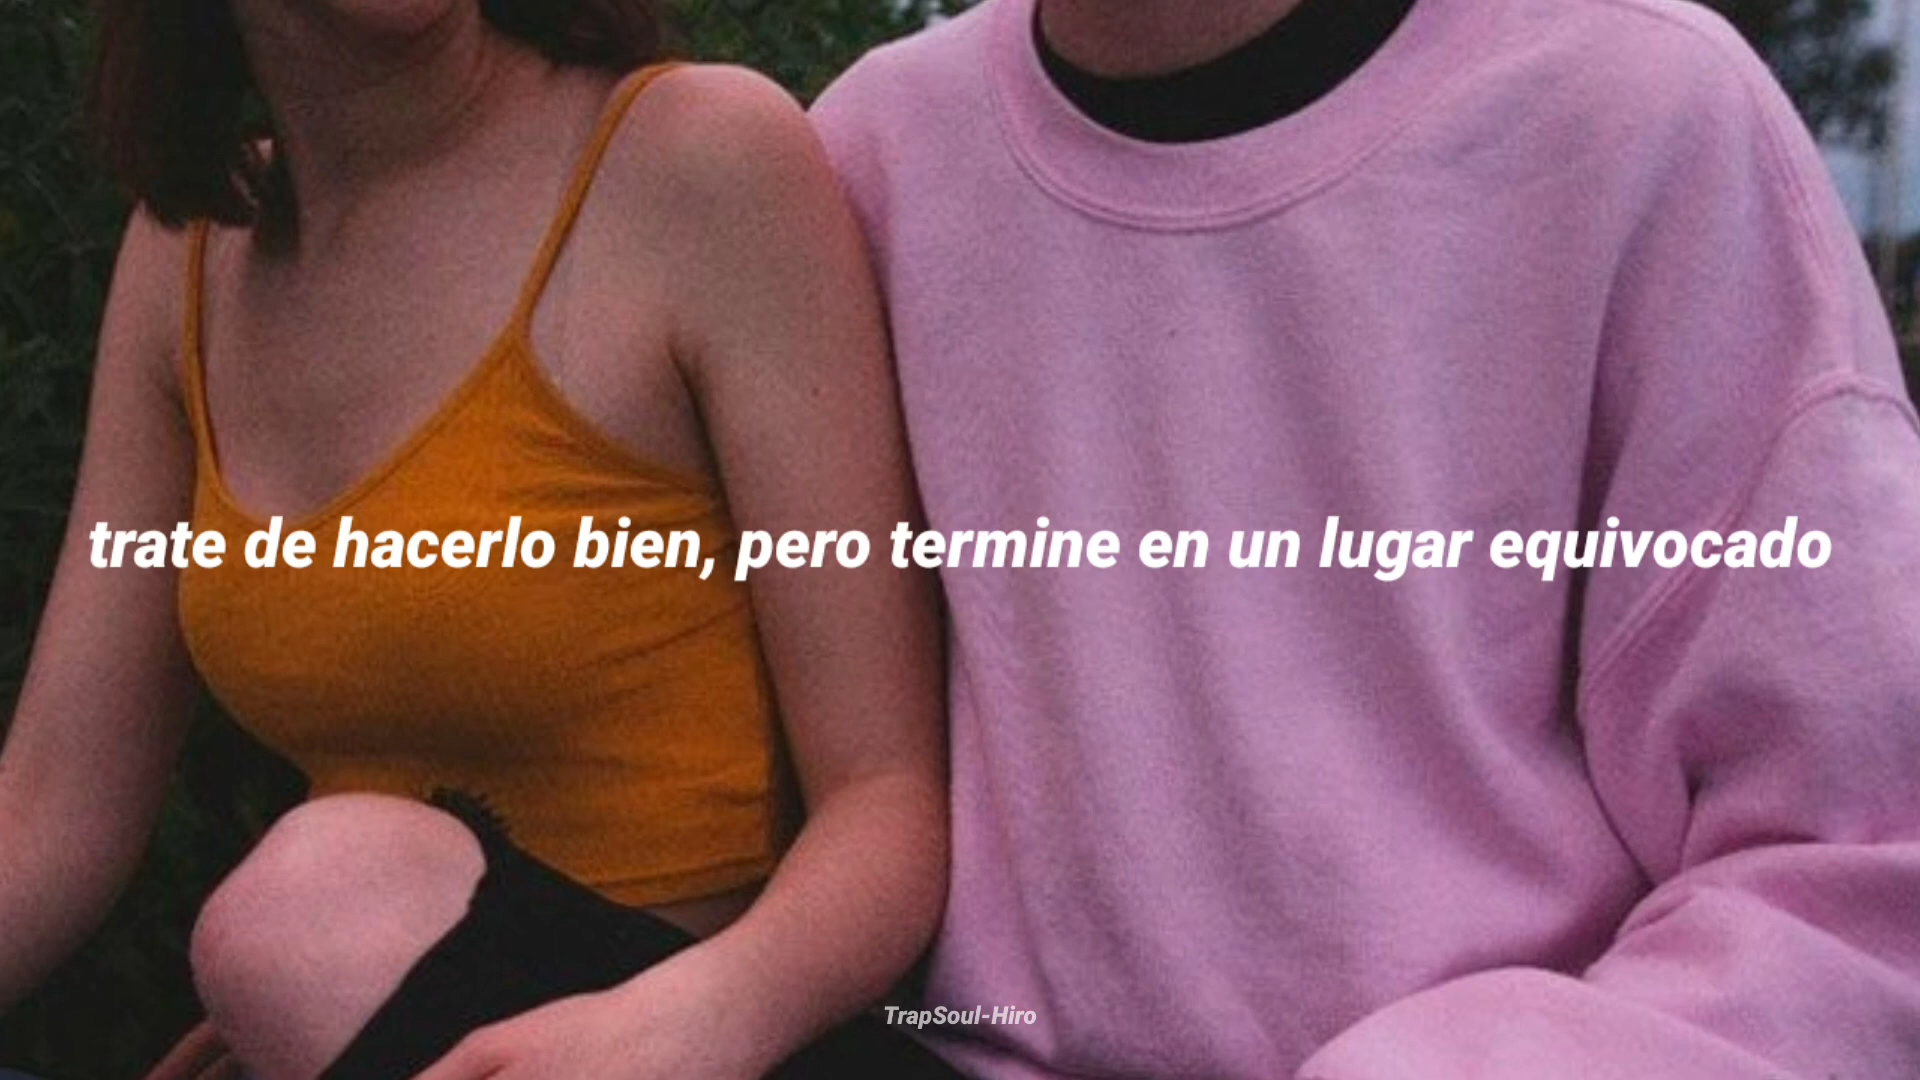 trate de hacerlo bien, pero termine en un lugar equivocado
TrapSoul-Hiro